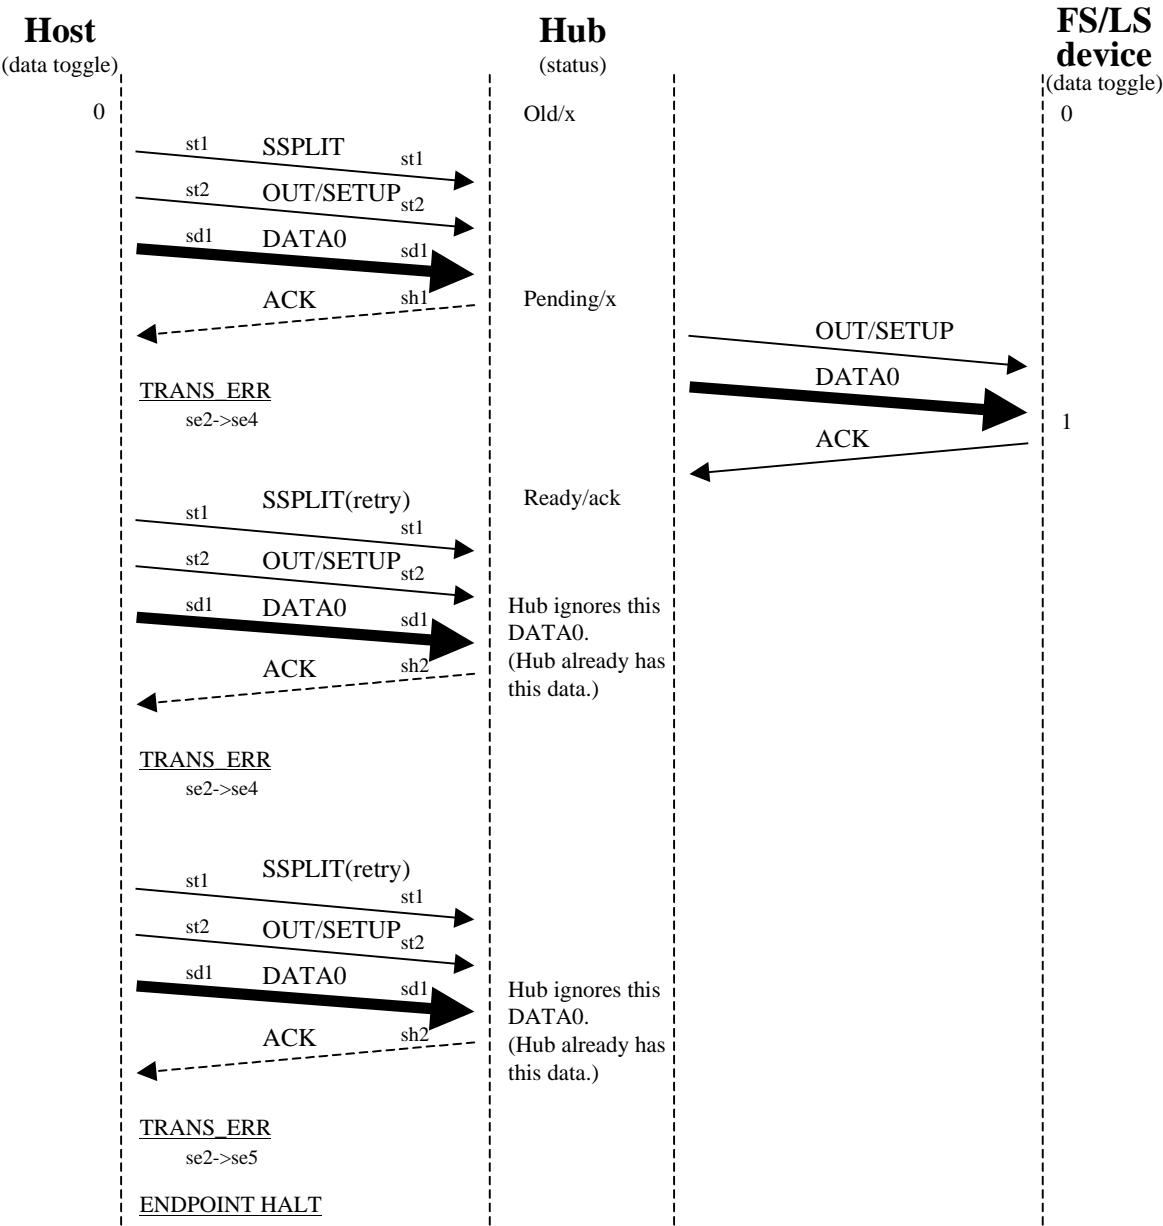 Host
(data toggle)
Hub
(status)
FS/LS
device
(data toggle)
0
Old/x
0
st1
SSPLIT
st1
st2
OUT/SETUP
st2
sd1
DATA0
sd1
ACK
sh1
Pending/x
OUT/SETUP
DATA0
TRANS_ERR
se2->se4
1
ACK
SSPLIT(retry)
Ready/ack
st1
st1
st2
OUT/SETUP
st2
sd1
DATA0
sd1
Hub ignores this
DATA0.
(Hub already has
this data.)
ACK
sh2
TRANS_ERR
se2->se4
SSPLIT(retry)
st1
st1
st2
OUT/SETUP
st2
sd1
DATA0
sd1
Hub ignores this
DATA0.
(Hub already has
this data.)
ACK
sh2
TRANS_ERR
se2->se5
ENDPOINT HALT